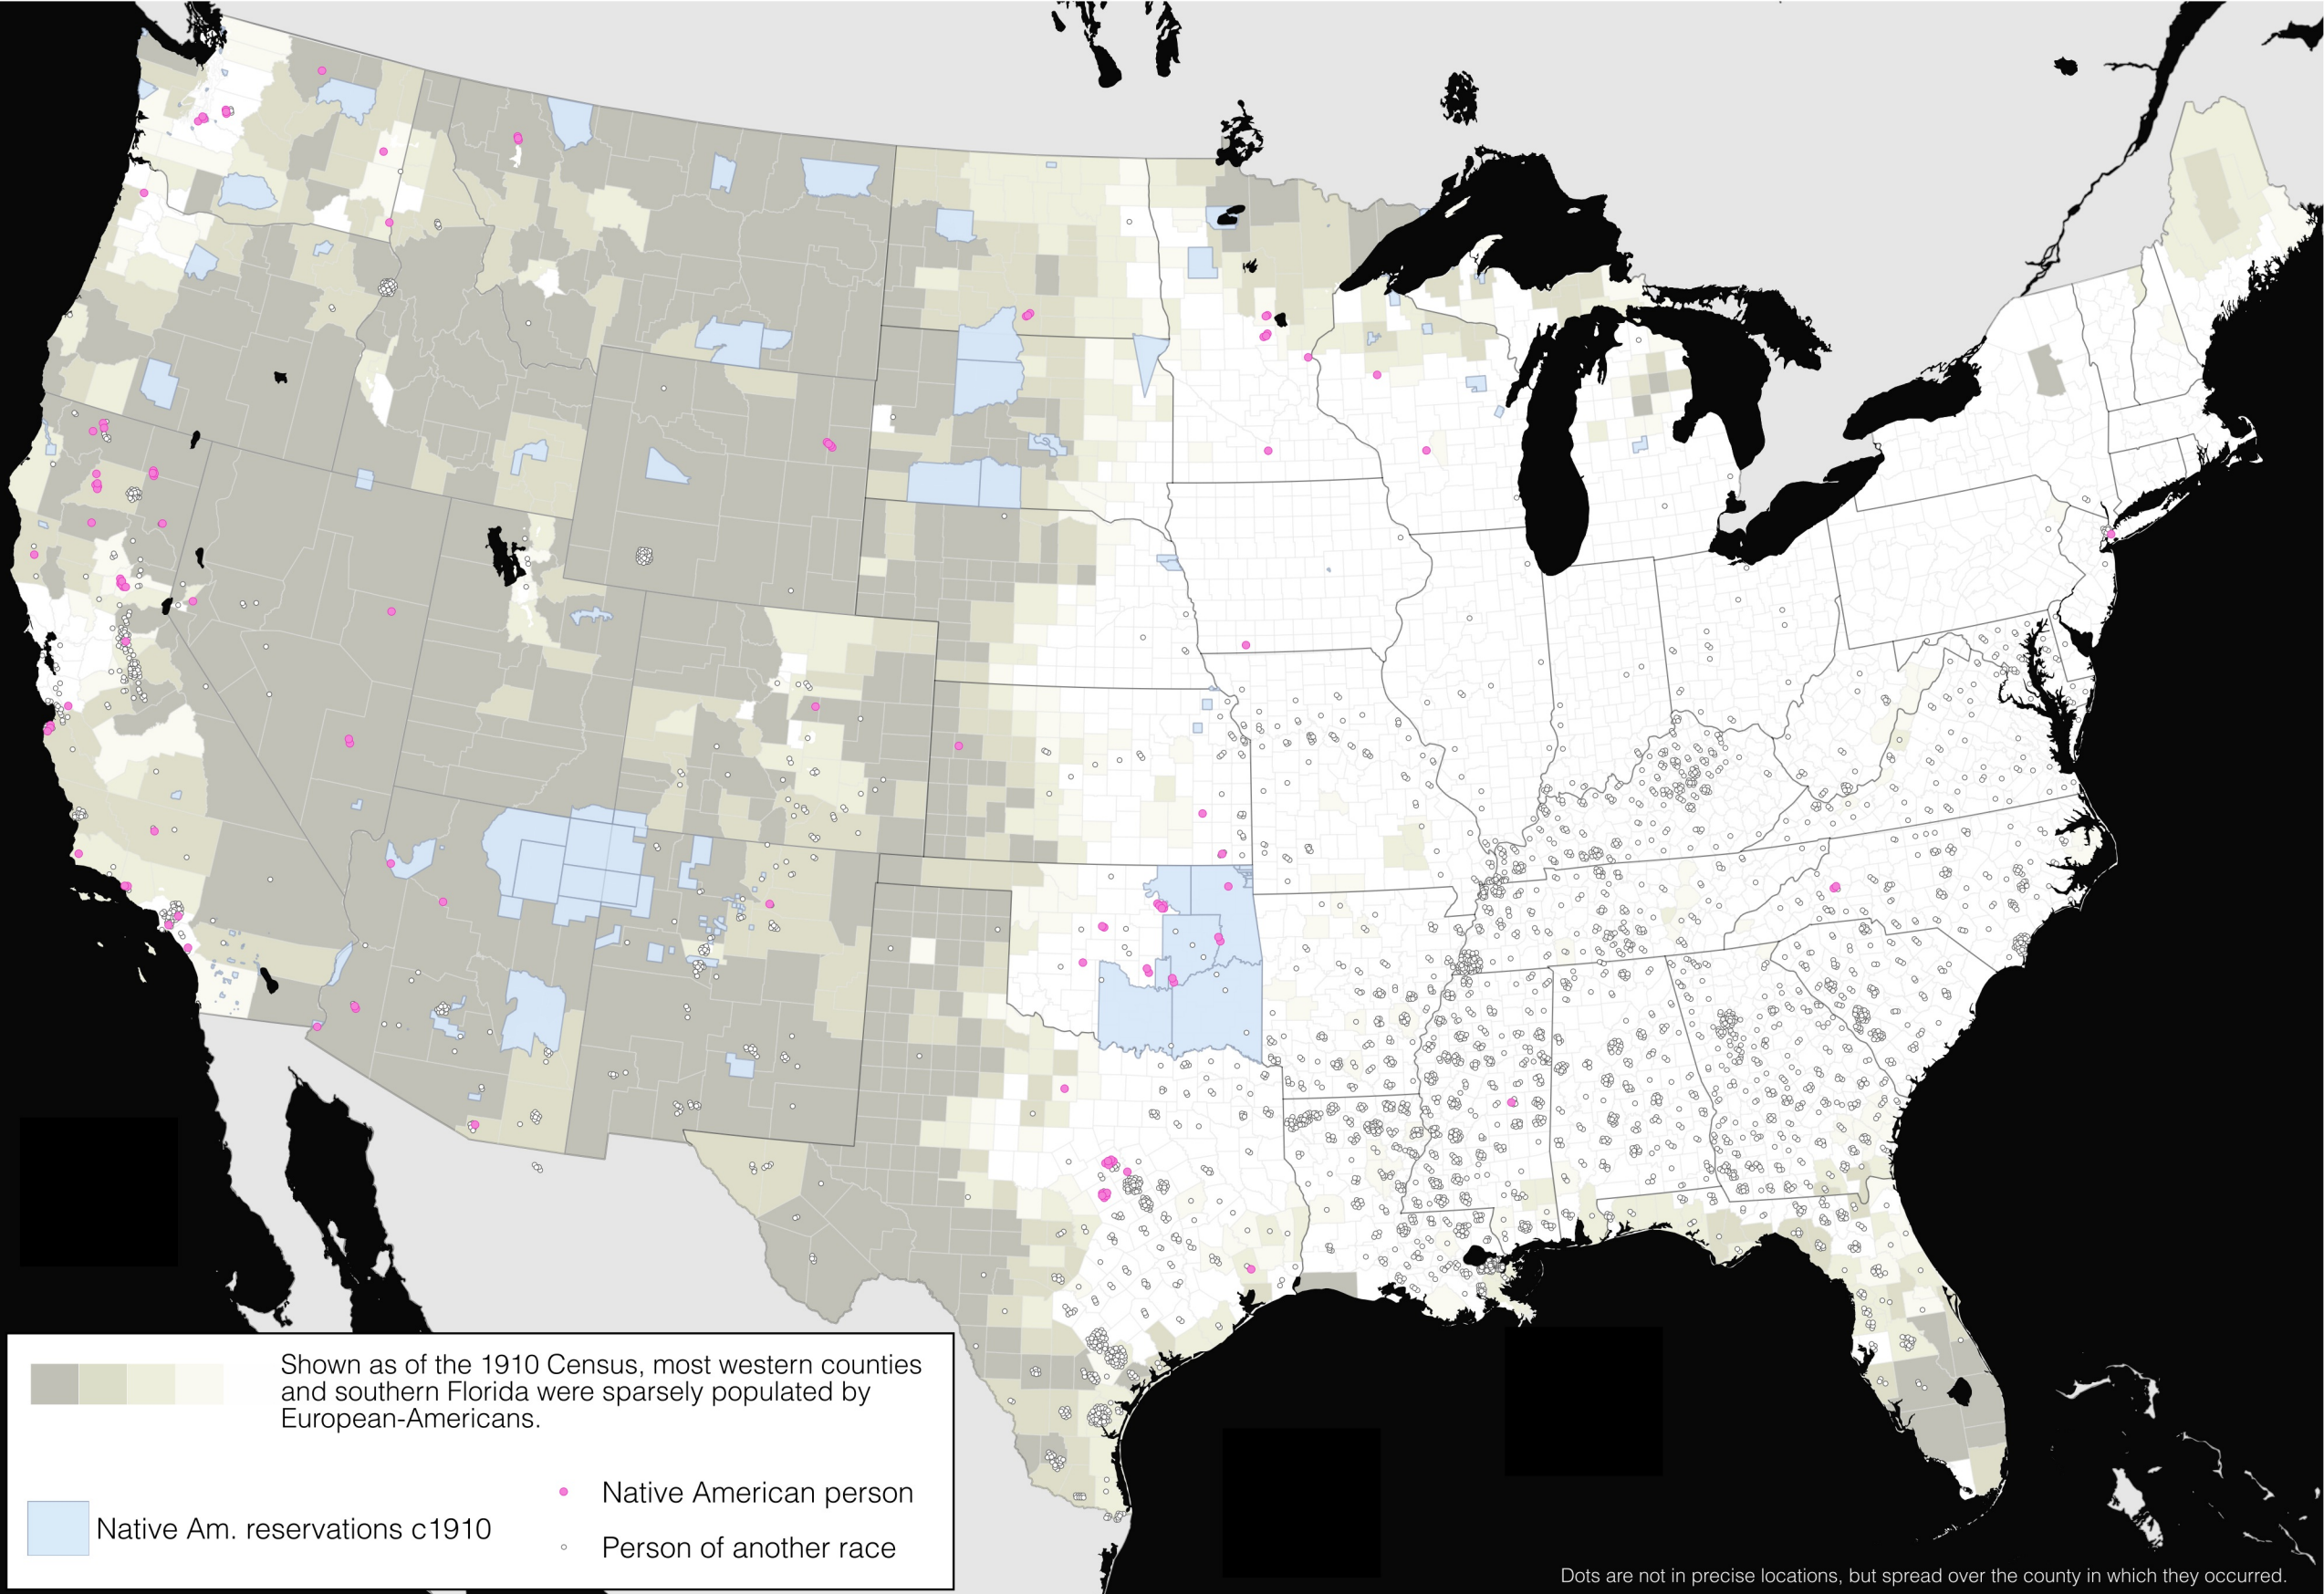 Shown as of the 1910 Census, most western counties
and southern Florida were sparsely populated by
European-Americans.
Native Am. reservations c1910
Native American person
Person of another race
Dots are not in precise locations, but spread over the county in which they occurred.